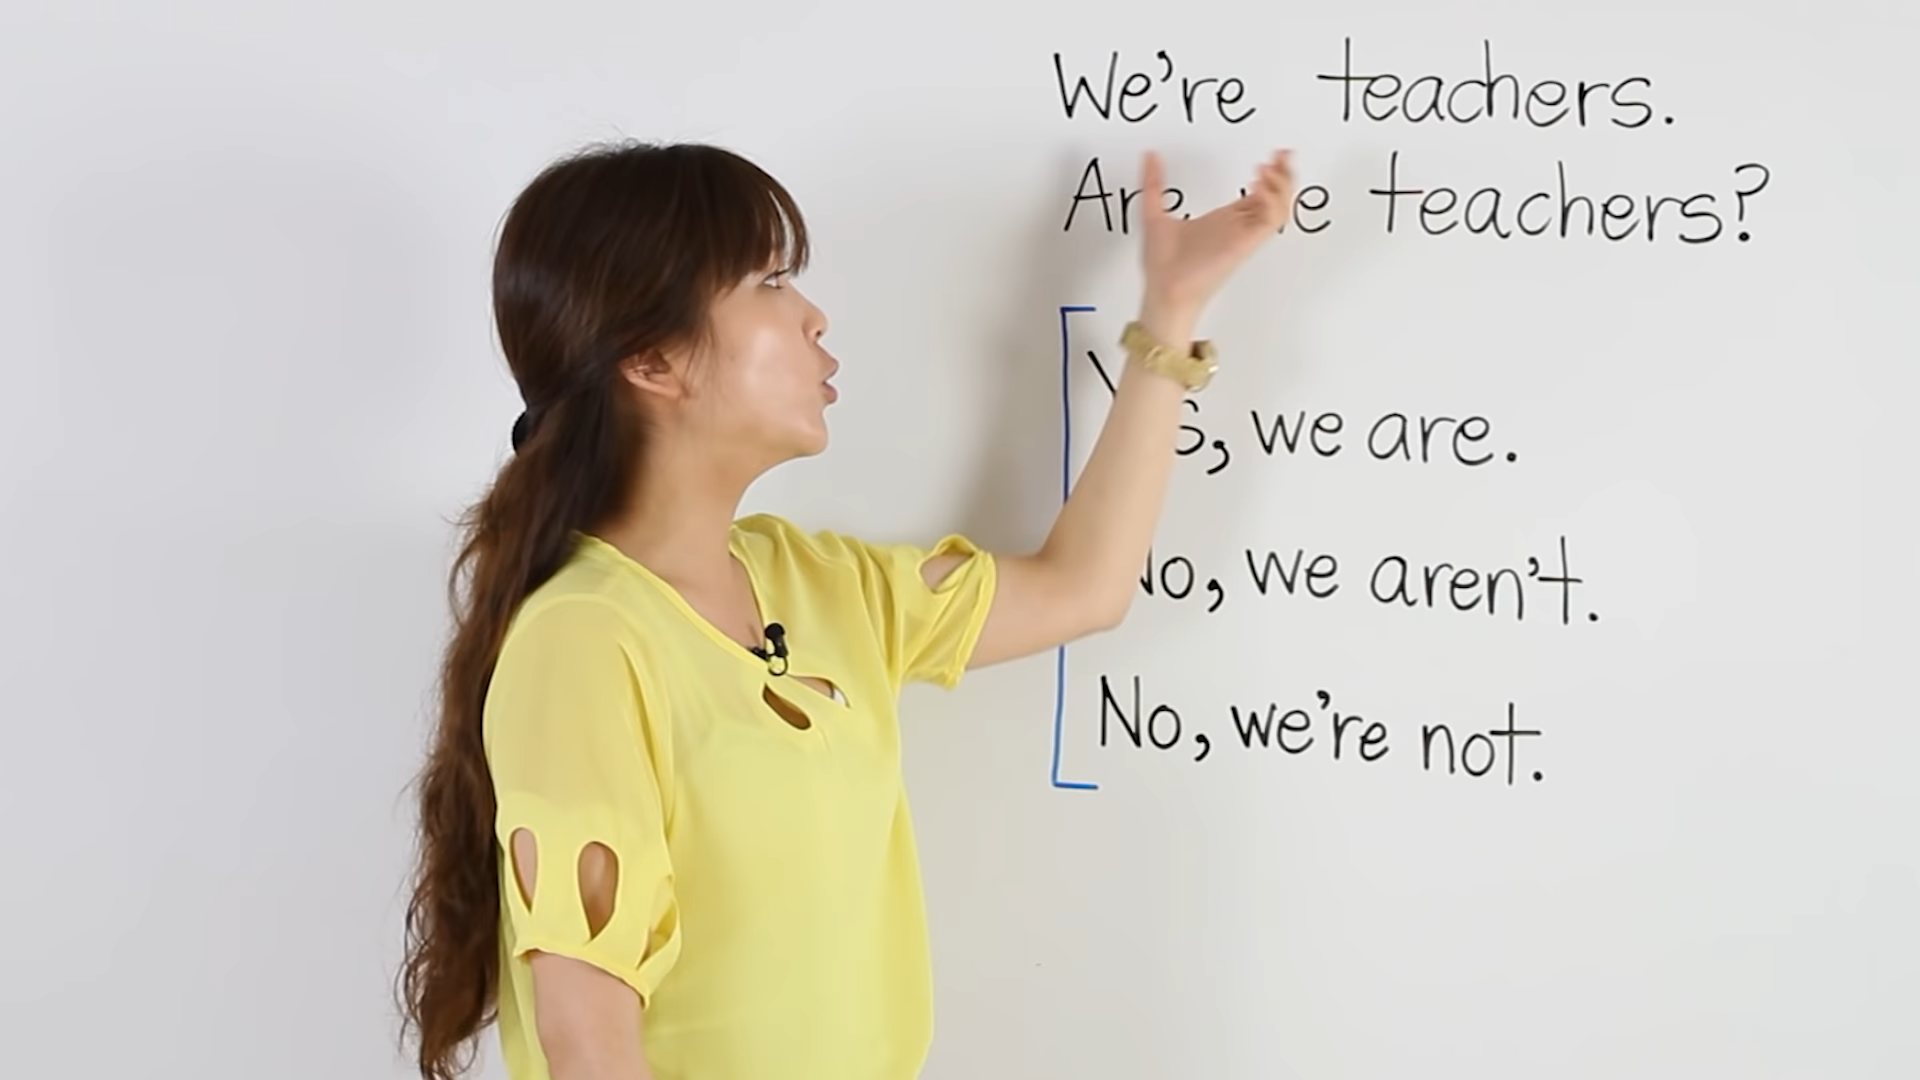 We're teachers.
Are we teachers?
Yes, we are.
No, we aren't.
No, we're not.